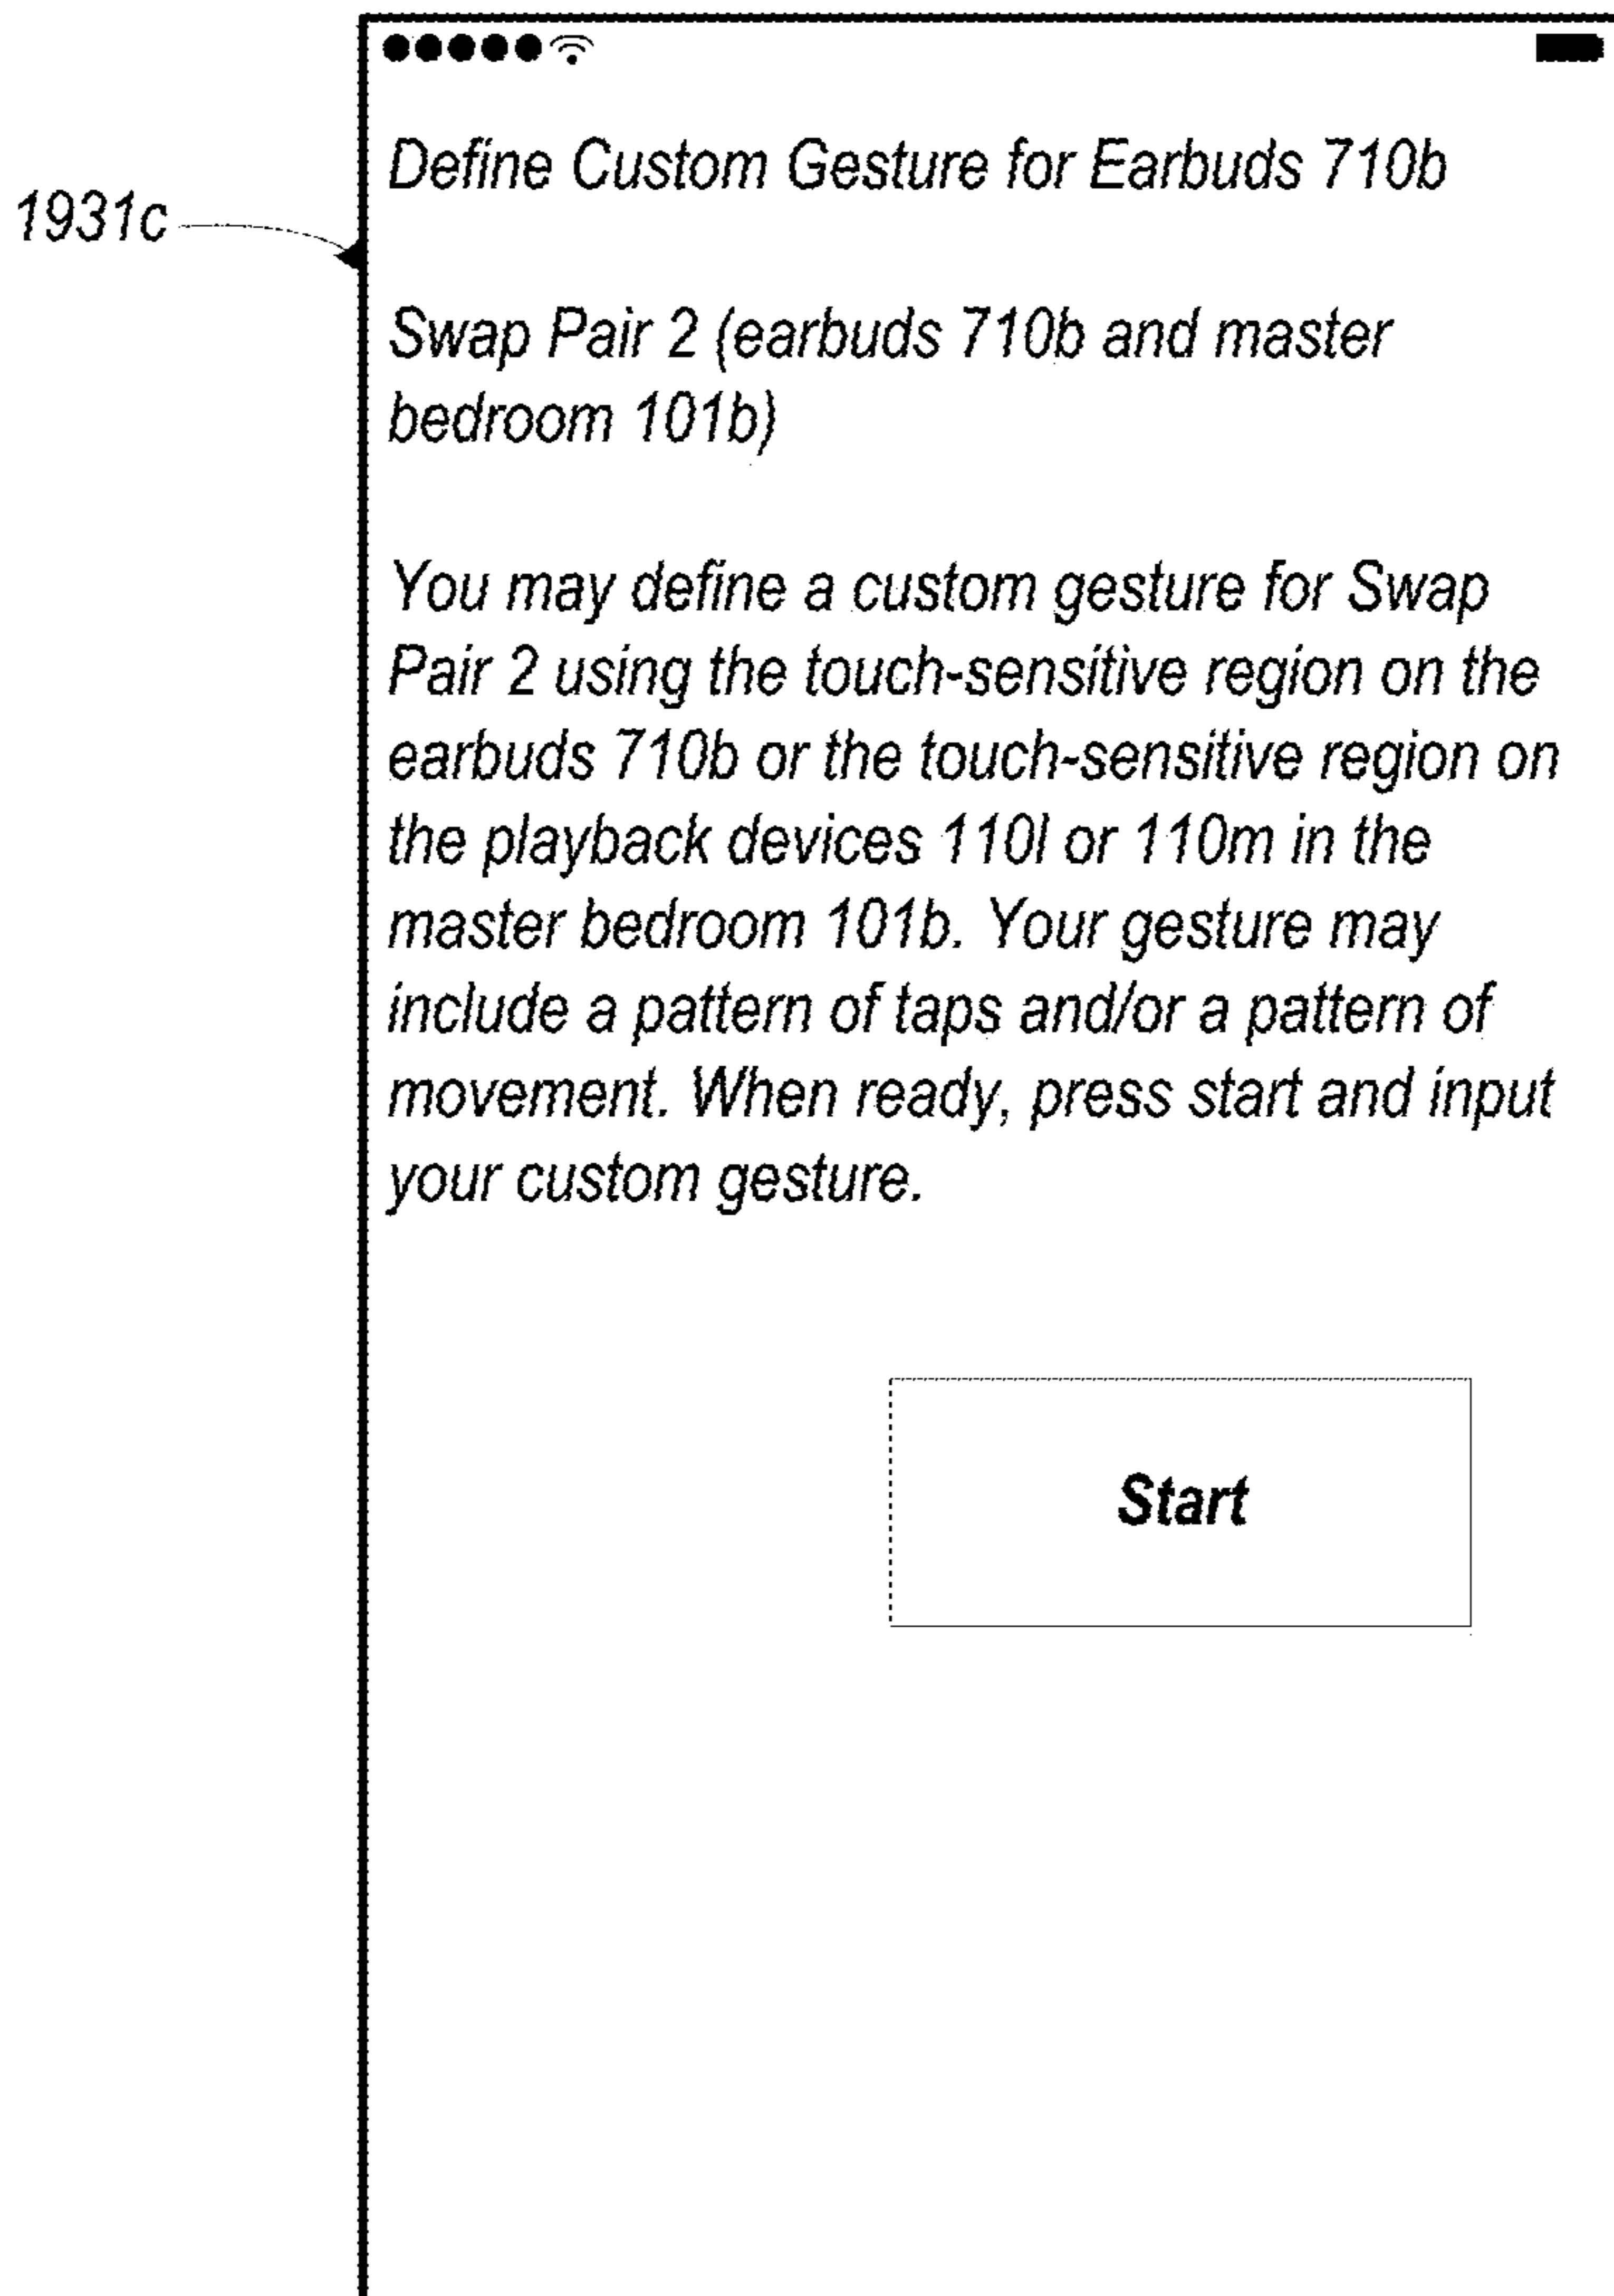 Define Custom Gesture for Earbuds 710b
1931c
Swap Pair 2 (earbuds 710b and master
bedroom 101b)
You may define a custom gesture for Swap
Pair 2 using the touch-sensitive region on the
earbuds 710b or the touch-sensitive region on
the playback devices 110l or 110m in the
master bedroom 101b. Your gesture may
include a pattern of taps and/or a pattern of
movement. When ready, press start and input
your custom gesture.
Start